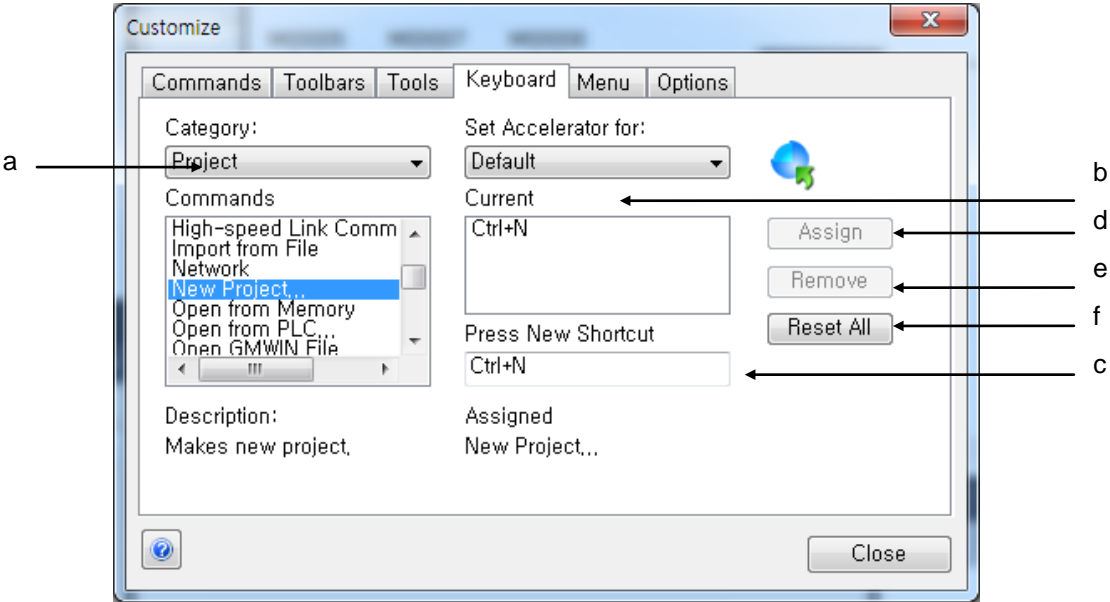 Customize
Commands Toolbars Tools Keyboard Menu Options
Category:
Set Accelerator for:
a
Project
Default
b
Commands
Current
High-speed Link Comm
Import from File
Network
New Project...
Open from Memory
Open from PLC...
Open GMWIN File
Ctrl+N
d
Assign
e
Remove
f
Reset All
Press New Shortcut
c
Ctrl+N
Description:
Makes new project.
Assigned
New Project...
Close